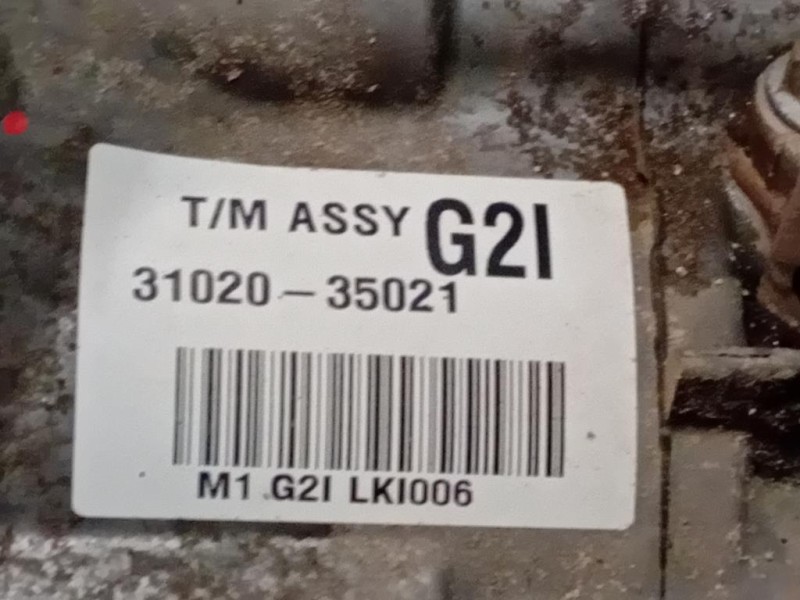 T/M ASSY G2I
31020-35021
M1 G2I LKI006